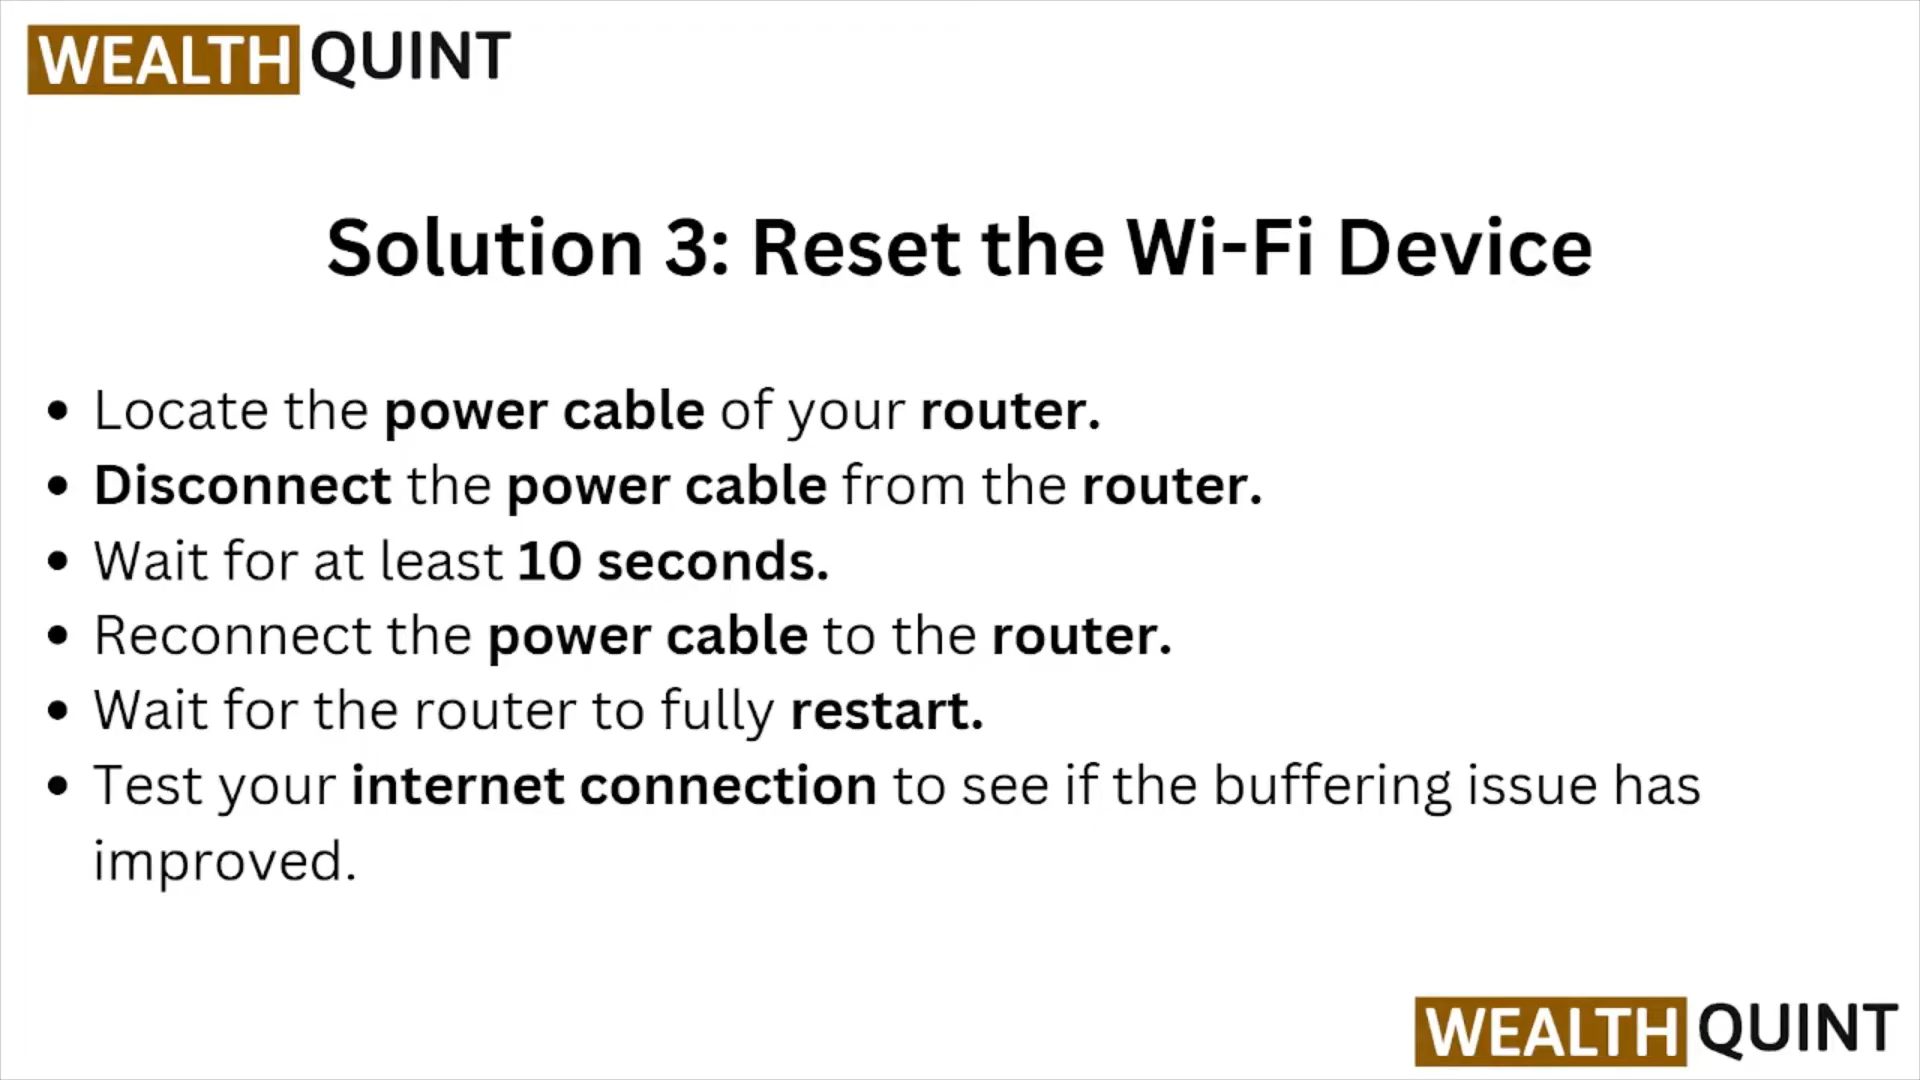 WEALTH QUINT
Solution 3: Reset the Wi-Fi Device
• Locate the power cable of your router.
• Disconnect the power cable from the router.
• Wait for at least 10 seconds.
• Reconnect the power cable to the router.
• Wait for the router to fully restart.
• Test your internet connection to see if the buffering issue has
improved.
WEALTH QUINT